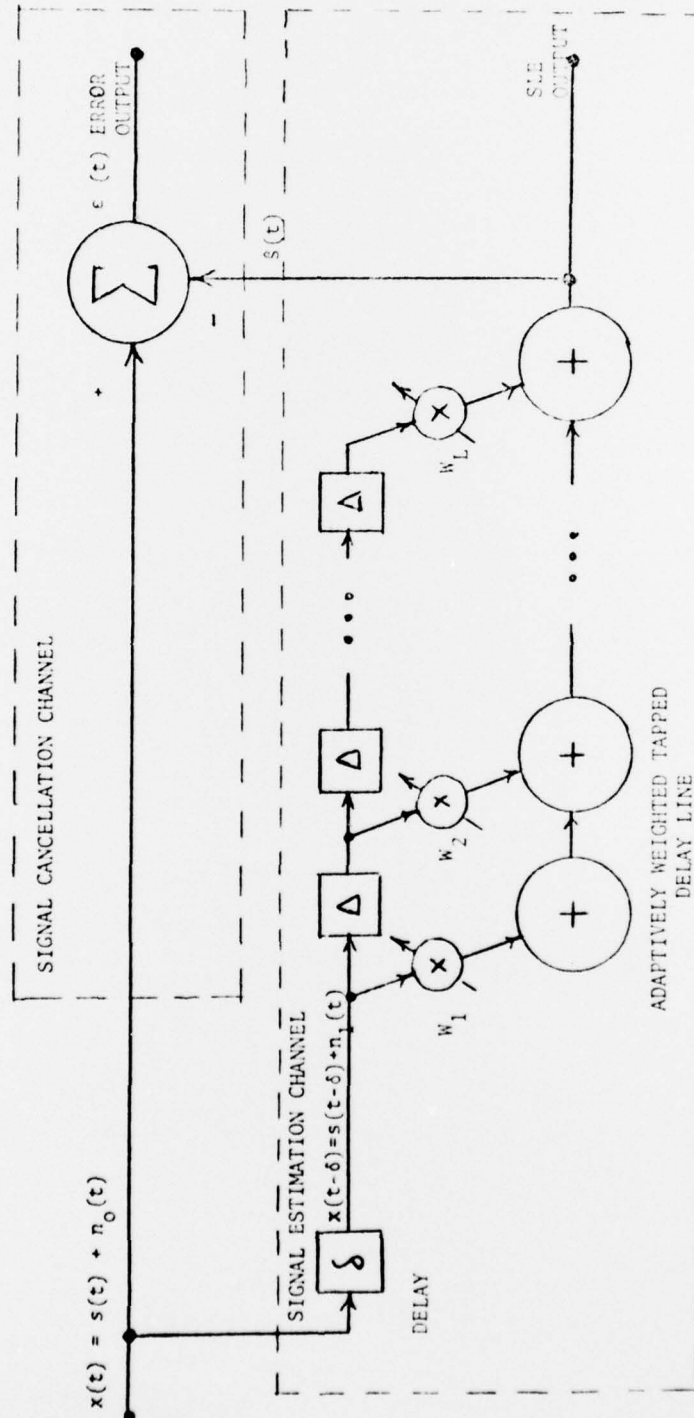 x(t) = s(t) + n₀(t)
SIGNAL CANCELLATION CHANNEL
+
Σ
-
ε (t) ERROR
OUTPUT
ŝ(t)
SIGNAL ESTIMATION CHANNEL
δ
DELAY
x(t-δ)=s(t-δ)+n₁(t)
Δ
Δ
...
Δ
x
W₁
x
W₂
x
W_L
+
+
...
+
SLE
OUTPUT
ADAPTIVELY WEIGHTED TAPPED
DELAY LINE